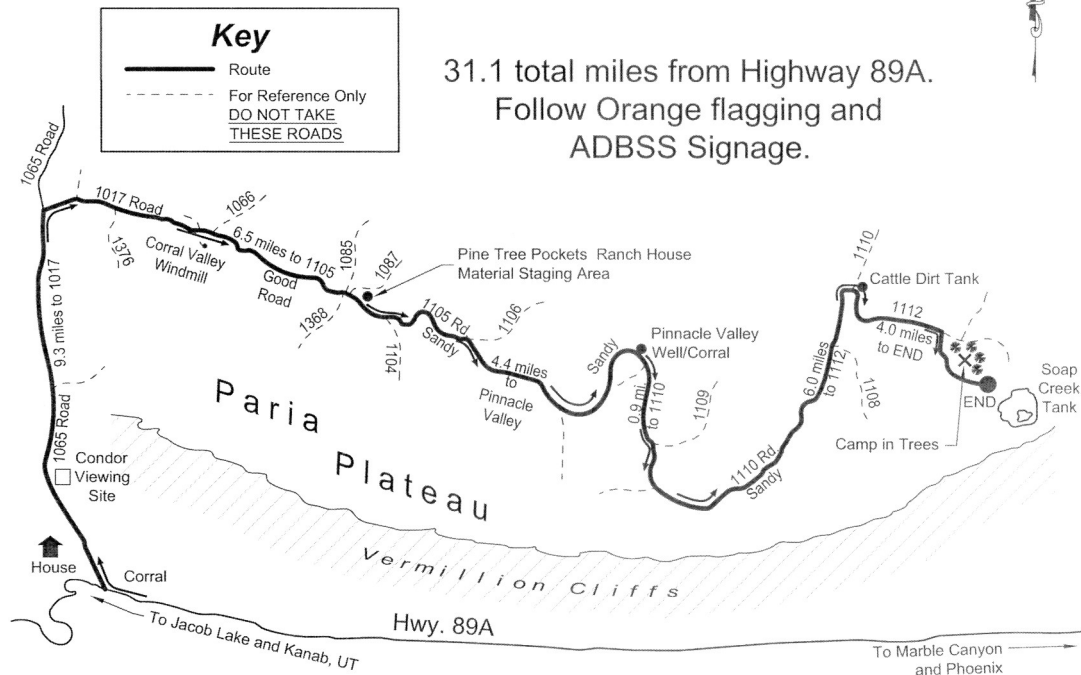 Key
Route
For Reference Only
DO NOT TAKE
THESE ROADS
31.1 total miles from Highway 89A.
Follow Orange flagging and
ADBSS Signage.
1065 Road
1017 Road
1066
1376
Corral Valley
Windmill
6.5 miles to 1105
Good
Road
1085
1087
1368
Pine Tree Pockets Ranch House
Material Staging Area
1104
1105 Rd
Sandy
1106
4.4 miles
to
Pinnacle
Valley
Sandy
Pinnacle Valley
Well/Corral
0.9 mi
to 1110
1109
1110 Rd
Sandy
6.0 miles
to 1112
1110
Cattle Dirt Tank
1112
4.0 miles
to END
1108
END
Soap
Creek
Tank
Camp in Trees
9.3 miles to 1017
1065 Road
Condor
Viewing
Site
House
Corral
Paria
Plateau
Vermillion Cliffs
Hwy. 89A
To Jacob Lake and Kanab, UT
To Marble Canyon
and Phoenix